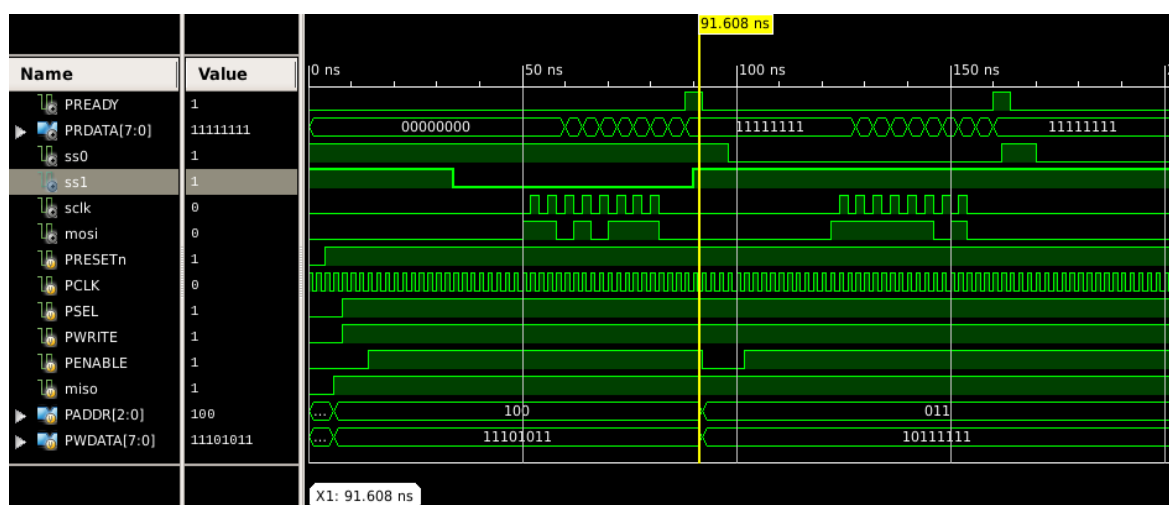 91.608 ns
Name Value 0 ns 50 ns 100 ns 150 ns
PREADY 1
PRDATA[7:0] 11111111 00000000 11111111 11111111
ss0 1
ss1 1
sclk 0
mosi 0
PRESETn 1
PCLK 0
PSEL 1
PWRITE 1
PENABLE 1
miso 1
PADDR[2:0] 100 ... 100 011
PWDATA[7:0] 11101011 ... 11101011 10111111
X1: 91.608 ns